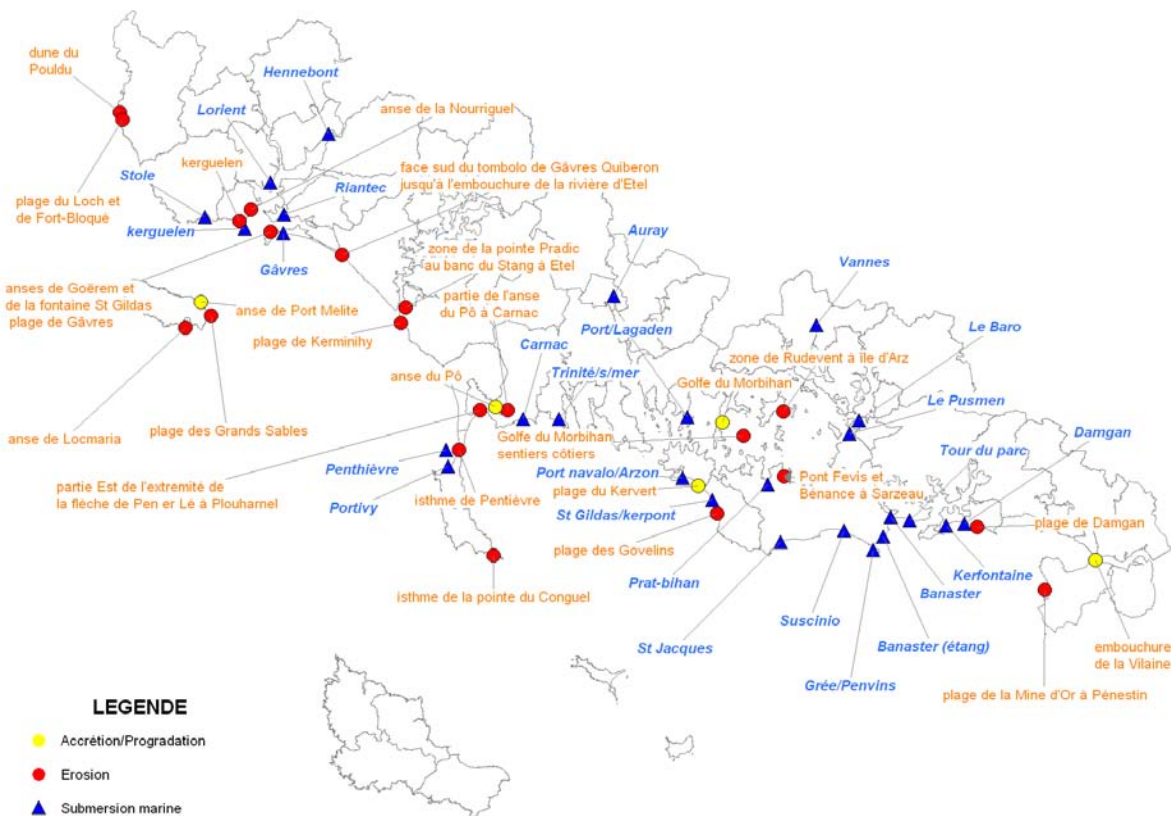 dune du
Pouldu
Hennebont
Lorient
anse de la Nourriguel
kerguelen
face sud du tombolo de Gâvres Quiberon
jusqu'à l'embouchure de la rivière d'Etel
Stole
Riantec
plage du Loch et
de Fort-Bloqué
kerguelen
Auray
Gâvres
zone de la pointe Pradic
au banc du Stang à Etel
Vannes
anses de Goërem et
de la fontaine St Gildas
plage de Gâvres
anse de Port Melite
partie de l'anse
du Pô à Carnac
Port/Lagaden
Le Baro
plage de Kerminihy
Carnac
zone de Rudevent à île d'Arz
Trinité/s/mer
anse du Pô
Golfe du Morbihan
Le Pusmen
anse de Locmaria
plage des Grands Sables
Golfe du Morbihan
sentiers côtiers
Damgan
Tour du parc
Penthièvre
Port navalo/Arzon
partie Est de l'extremité de
la flèche de Pen er Lé à Plouharnel
isthme de Pentièvre
plage du Kervert
Pont Fevis et
Bénance à Sarzeau
Portivy
St Gildas/kerpont
plage de Damgan
plage des Govelins
Prat-bihan
Kerfontaine
isthme de la pointe du Conguel
Banaster
Suscinio
St Jacques
Banaster (étang)
embouchure
de la Vilaine
Grée/Penvins
plage de la Mine d'Or à Pénestin
LEGENDE
Accrétion/Progradation
Erosion
Submersion marine